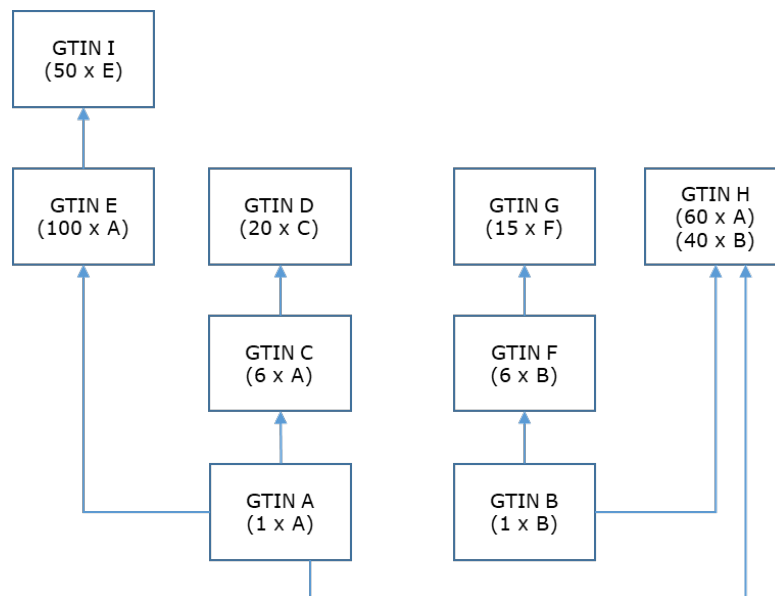 GTIN I
(50 x E)
GTIN E
(100 x A)
GTIN D
(20 x C)
GTIN G
(15 x F)
GTIN H
(60 x A)
(40 x B)
GTIN C
(6 x A)
GTIN F
(6 x B)
GTIN A
(1 x A)
GTIN B
(1 x B)